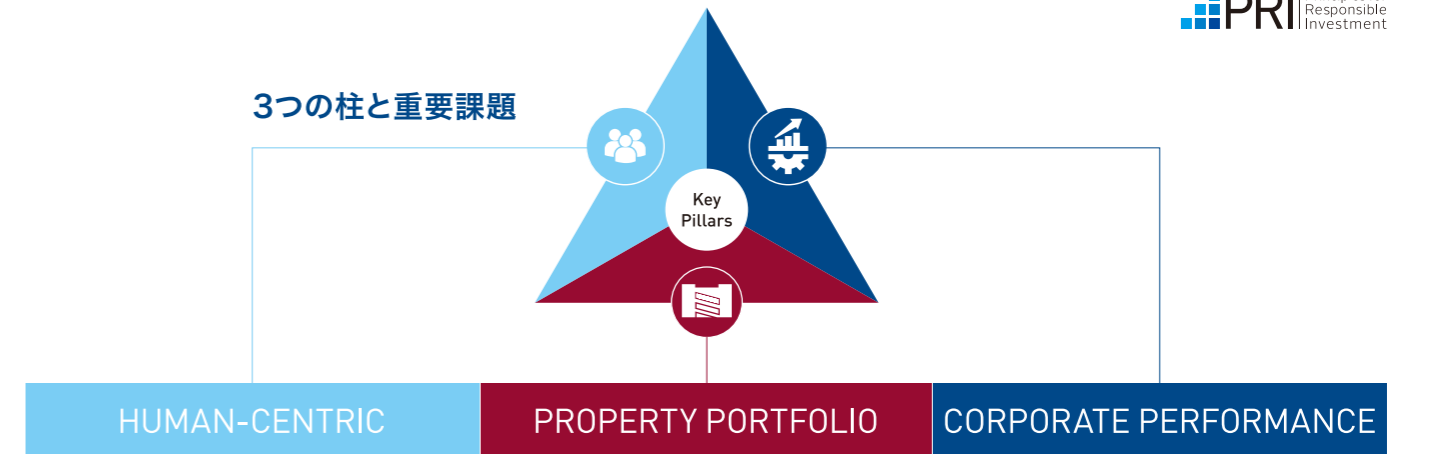 PRI
Responsible
Investment
3つの柱と重要課題
Key
Pillars
HUMAN-CENTRIC
PROPERTY PORTFOLIO
CORPORATE PERFORMANCE